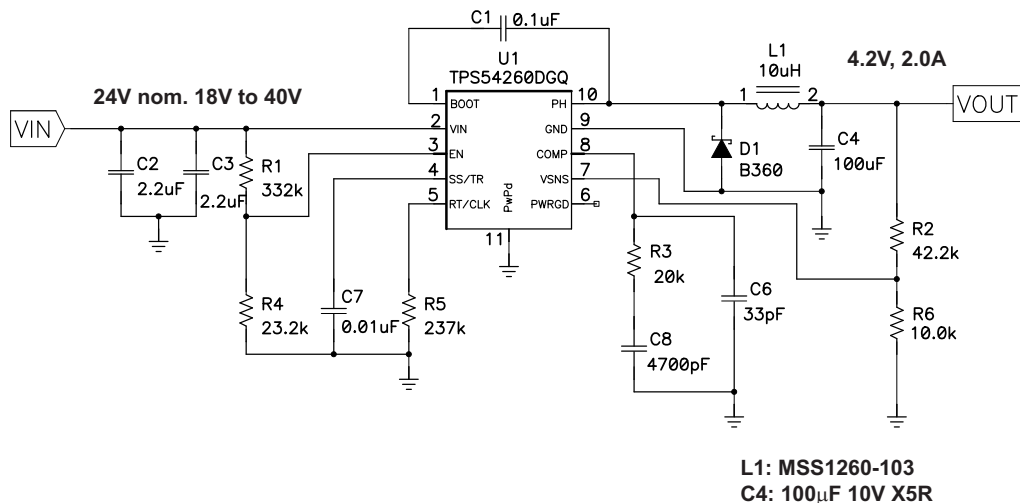 C1
0.1uF
U1
TPS54260DGQ
L1
10uH
4.2V, 2.0A
24V nom. 18V to 40V
VIN
1 BOOT PH 10
2 VIN GND 9
3 EN COMP 8
4 SS/TR VSNS 7
5 RT/CLK PWRGD 6
PwPd
11
1 2
VOUT
C2
2.2uF
C3
2.2uF
R1
332k
D1
B360
C4
100uF
R2
42.2k
R3
20k
R4
23.2k
C7
0.01uF
R5
237k
C6
33pF
R6
10.0k
C8
4700pF
L1: MSS1260-103
C4: 100μF 10V X5R